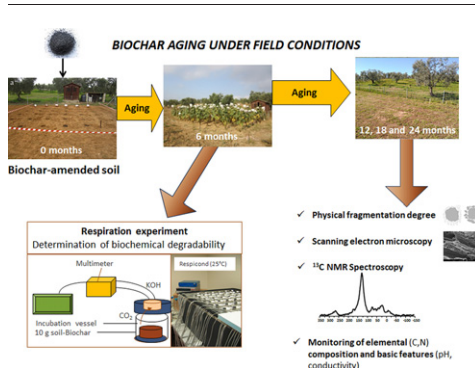 BIOCHAR AGING UNDER FIELD CONDITIONS
Aging
Aging
0 months
6 months
12, 18 and 24 months
Biochar-amended soil
Respiration experiment
Determination of biochemical degradability
Multimeter
KOH
CO₂
Incubation vessel
10 g soil-Biochar
Respicond (25ºC)
✓ Physical fragmentation degree
✓ Scanning electron microscopy
✓ ¹³C NMR Spectroscopy
✓ Monitoring of elemental (C,N)
composition and basic features (pH,
conductivity)